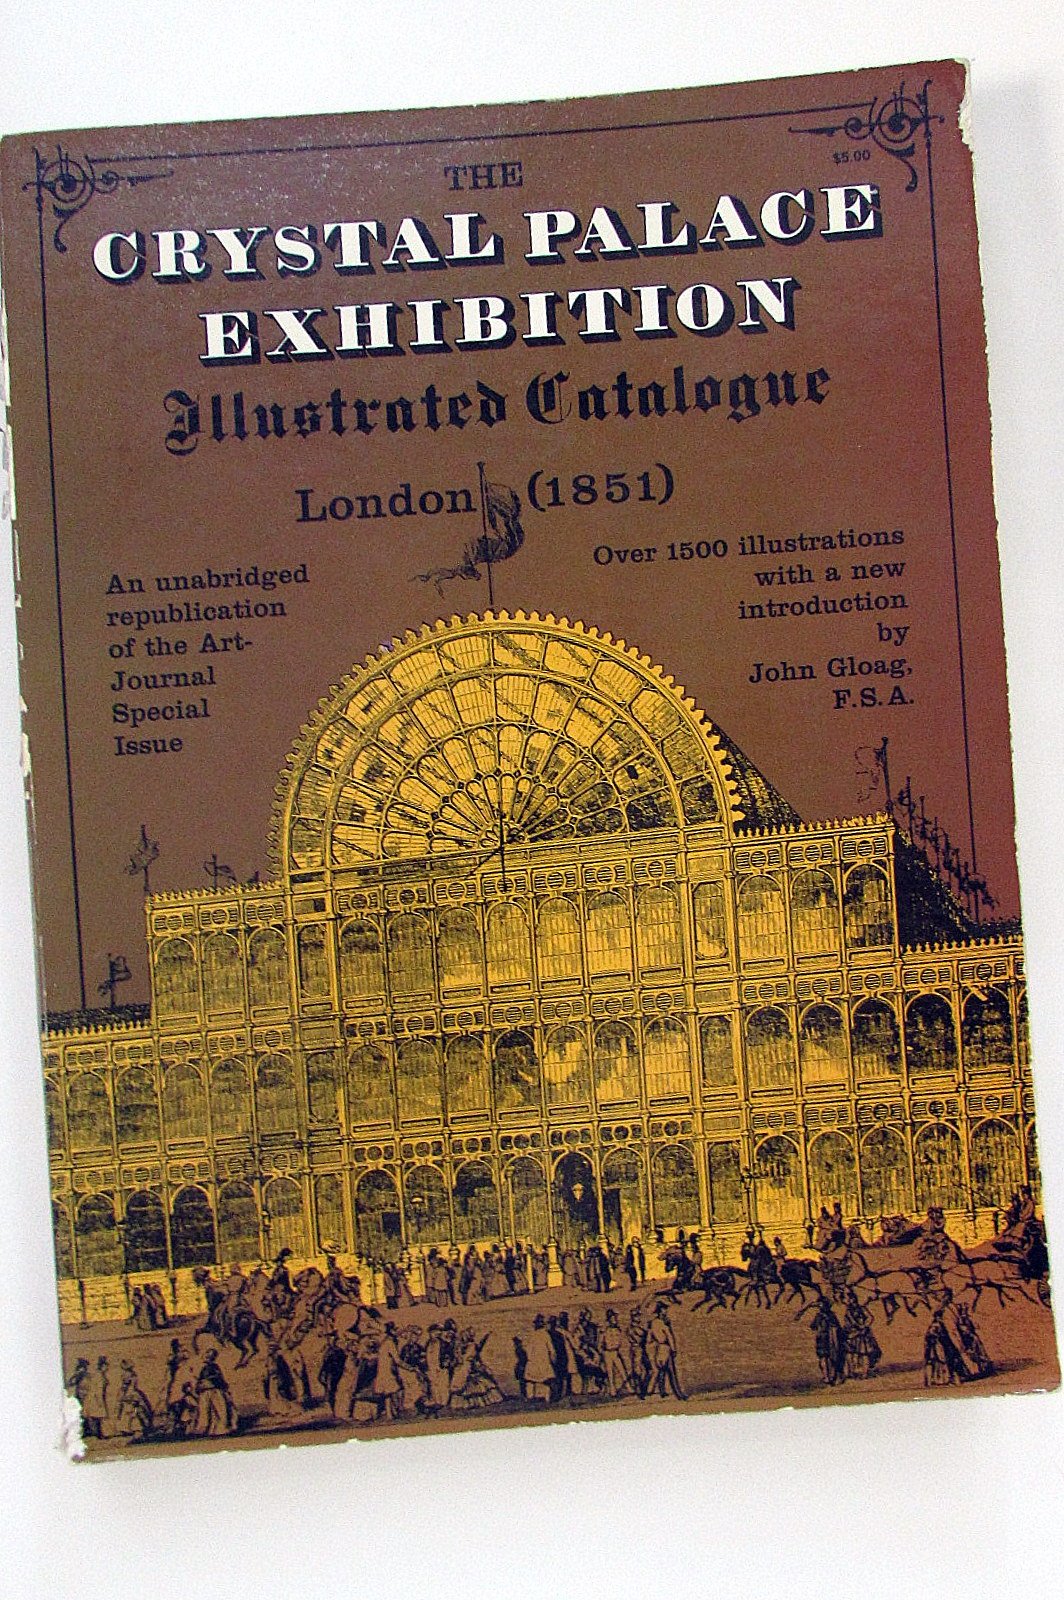 $5.00
THE
CRYSTAL PALACE
EXHIBITION
Illustrated Catalogue
London (1851)
An unabridged
republication
of the Art-
Journal
Special
Issue
Over 1500 illustrations
with a new
introduction
by
John Gloag,
F.S.A.